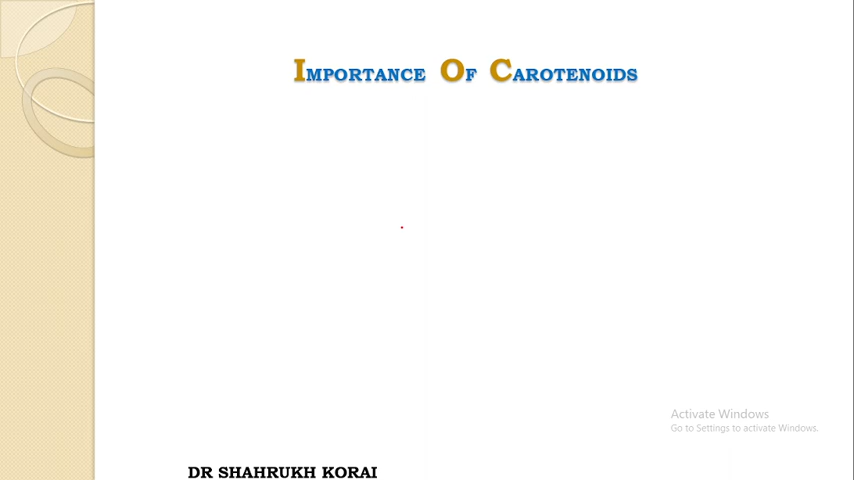 Importance Of Carotenoids
Activate Windows
Go to Settings to activate Windows.
DR SHAHRUKH KORAI